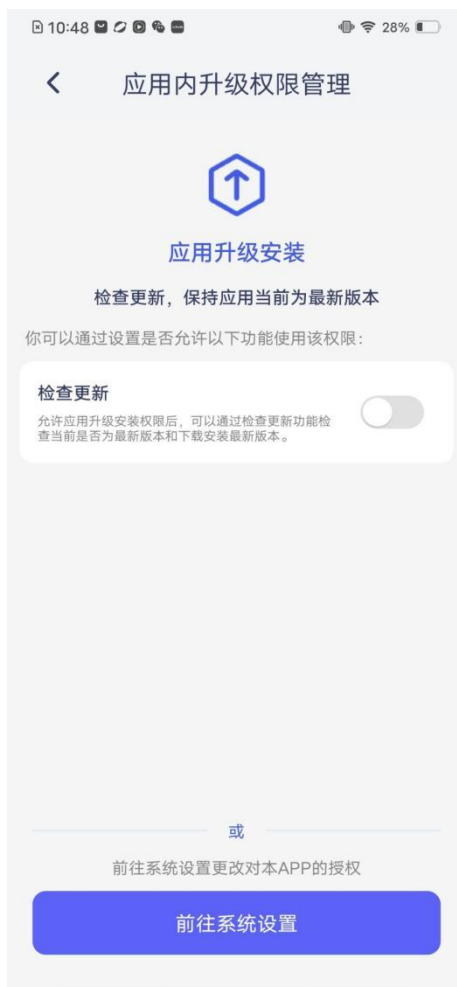 10:48
28%
应用内升级权限管理
应用升级安装
检查更新，保持应用当前为最新版本
你可以通过设置是否允许以下功能使用该权限：
检查更新
允许应用升级安装权限后，可以通过检查更新功能检
查当前是否为最新版本和下载安装最新版本。
或
前往系统设置更改对本APP的授权
前往系统设置